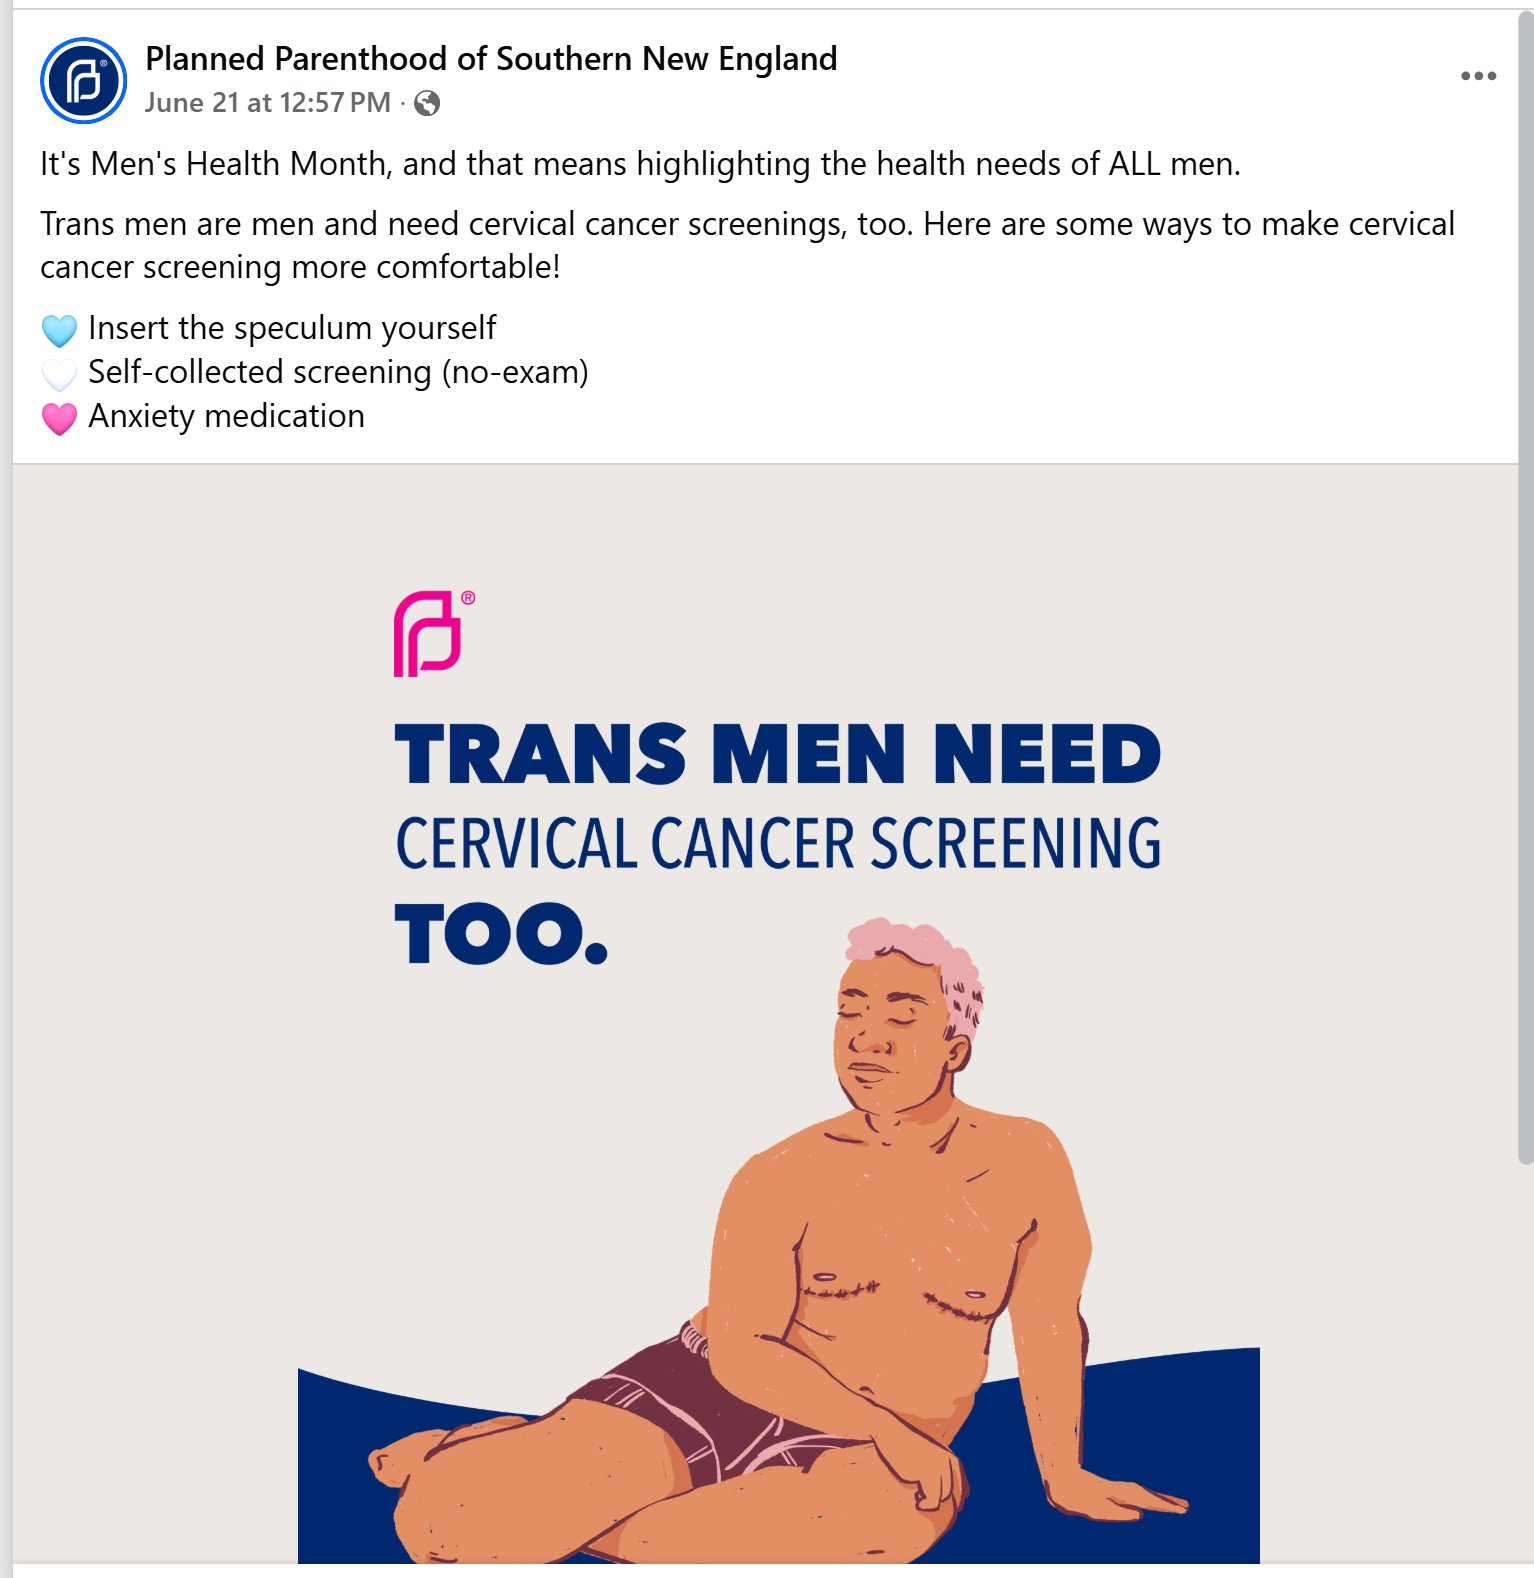 Planned Parenthood of Southern New England
June 21 at 12:57 PM ·
It's Men's Health Month, and that means highlighting the health needs of ALL men.
Trans men are men and need cervical cancer screenings, too. Here are some ways to make cervical
cancer screening more comfortable!
🩵 Insert the speculum yourself
🤍 Self-collected screening (no-exam)
🩷 Anxiety medication
®
TRANS MEN NEED
CERVICAL CANCER SCREENING
TOO.